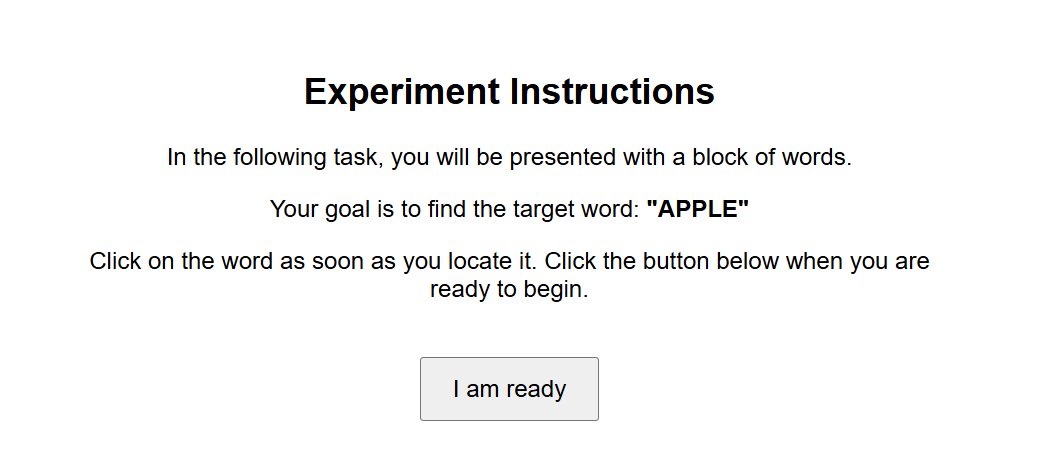 Experiment Instructions
In the following task, you will be presented with a block of words.
Your goal is to find the target word: "APPLE"
Click on the word as soon as you locate it. Click the button below when you are
ready to begin.
I am ready